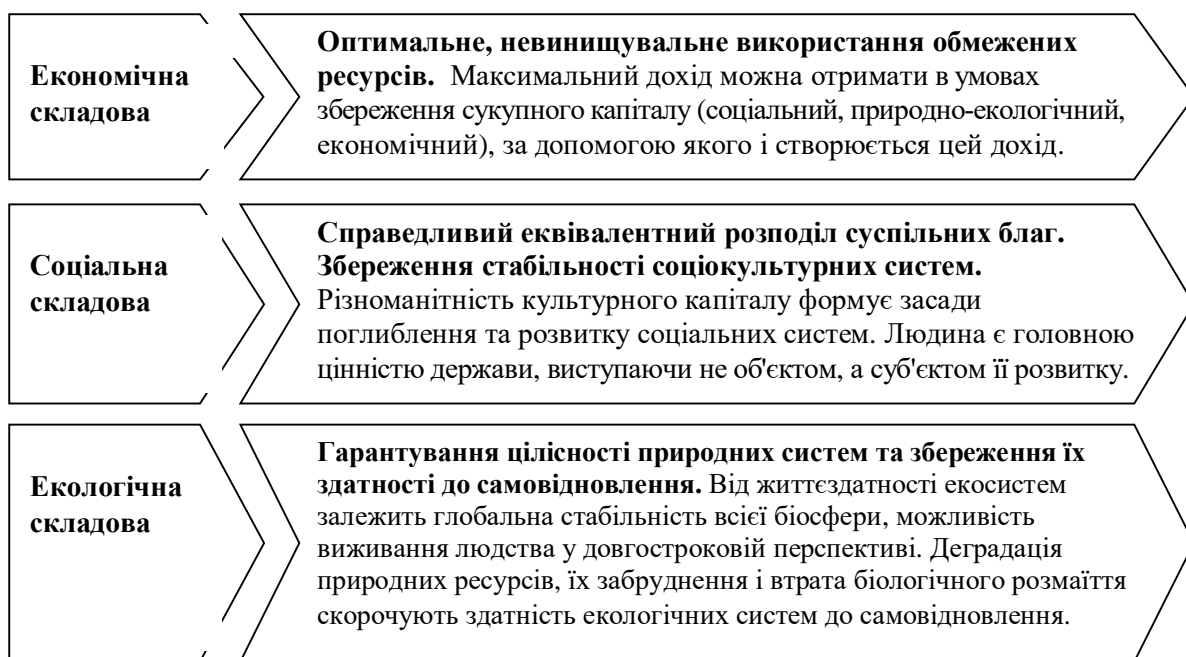 Економічна
складова
Оптимальне, невинищувальне використання обмежених
ресурсів. Максимальний дохід можна отримати в умовах
збереження сукупного капіталу (соціальний, природно-екологічний,
економічний), за допомогою якого і створюється цей дохід.
Соціальна
складова
Справедливий еквівалентний розподіл суспільних благ.
Збереження стабільності соціокультурних систем.
Різноманітність культурного капіталу формує засади
поглиблення та розвитку соціальних систем. Людина є головною
цінністю держави, виступаючи не об'єктом, а суб'єктом її розвитку.
Екологічна
складова
Гарантування цілісності природних систем та збереження їх
здатності до самовідновлення. Від життєздатності екосистем
залежить глобальна стабільність всієї біосфери, можливість
виживання людства у довгостроковій перспективі. Деградація
природних ресурсів, їх забруднення і втрата біологічного розмаїття
скорочують здатність екологічних систем до самовідновлення.